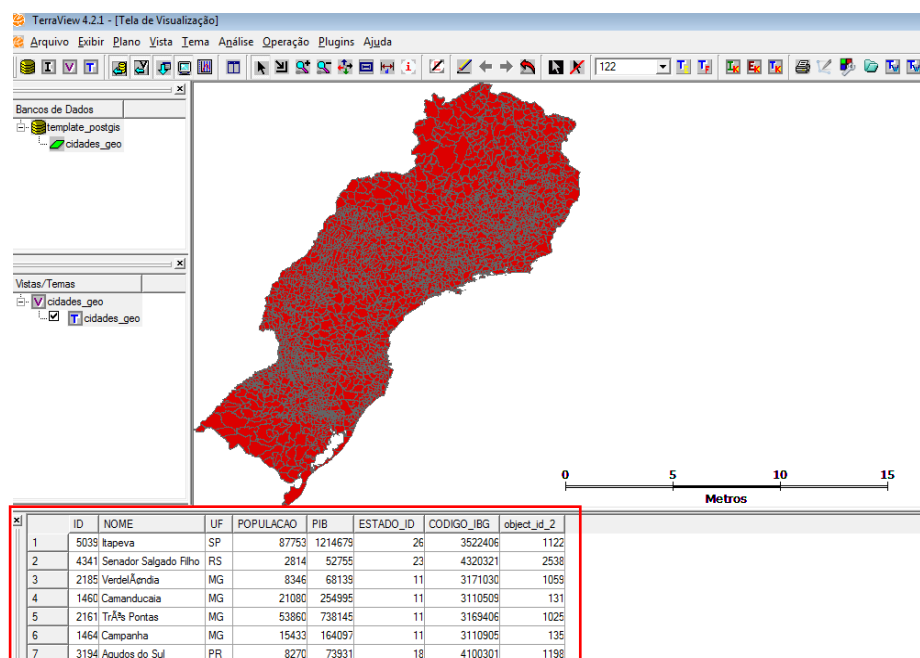 TerraView 4.2.1 - [Tela de Visualização]
Arquivo Exibir Plano Vista Tema Análise Operação Plugins Ajuda
I V T 122
Bancos de Dados
template_postgis
cidades_geo
Vistas/Temas
V cidades_geo
T cidades_geo
0 5 10 15
Metros
ID NOME UF POPULACAO PIB ESTADO_ID CODIGO_IBG object_id_2
1 5039 Itapeva SP 87753 1214679 26 3522406 1122
2 4341 Senador Salgado Filho RS 2814 52755 23 4320321 2538
3 2185 VerdelÃ¢ndia MG 8346 68139 11 3171030 1059
4 1460 Camanducaia MG 21080 254995 11 3110509 131
5 2161 TrÃªs Pontas MG 53860 738145 11 3169406 1025
6 1464 Campanha MG 15433 164097 11 3110905 135
7 3194 Agudos do Sul PR 8270 73931 18 4100301 1198